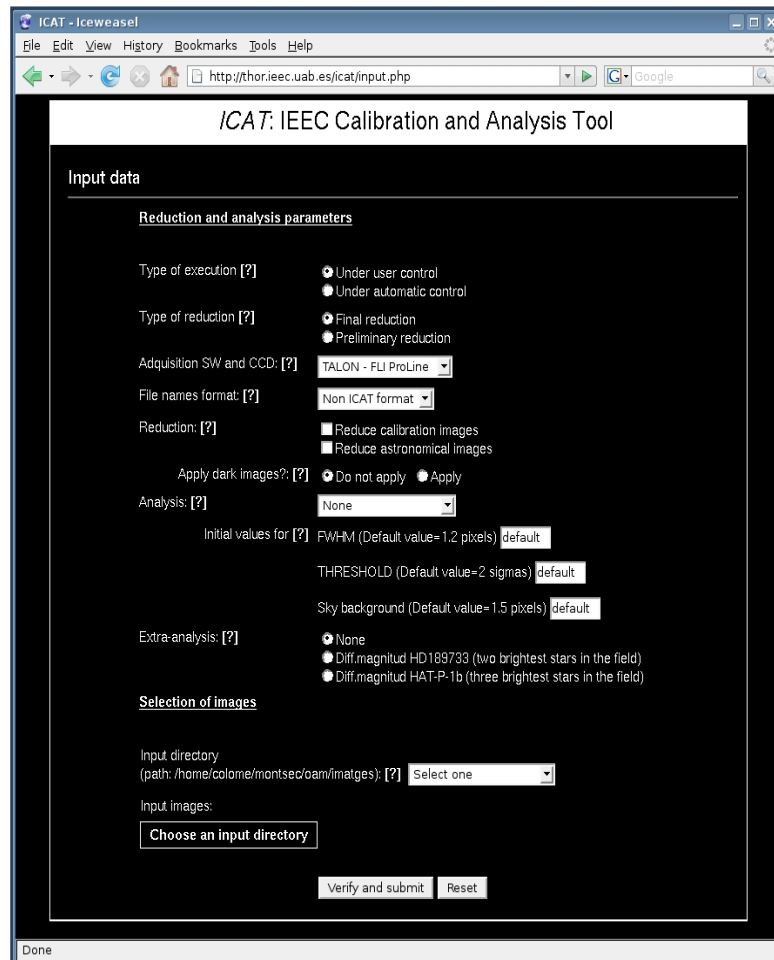 ICAT - Iceweasel
File Edit View History Bookmarks Tools Help
http://thor.ieec.uab.es/icat/input.php G Google
ICAT: IEEC Calibration and Analysis Tool
Input data
Reduction and analysis parameters
Type of execution [?] Under user control
Under automatic control
Type of reduction [?] Final reduction
Preliminary reduction
Adquisition SW and CCD: [?] TALON - FLI ProLine
File names format: [?] Non ICAT format
Reduction: [?] Reduce calibration images
Reduce astronomical images
Apply dark images?: [?] Do not apply Apply
Analysis: [?] None
Initial values for [?] FWHM (Default value=1.2 pixels) default
THRESHOLD (Default value=2 sigmas) default
Sky background (Default value=1.5 pixels) default
Extra-analysis: [?] None
Diff.magnitud HD189733 (two brightest stars in the field)
Diff.magnitud HAT-P-1b (three brightest stars in the field)
Selection of images
Input directory
(path: /home/colome/montsec/oam/imatges): [?] Select one
Input images:
Choose an input directory
Verify and submit Reset
Done